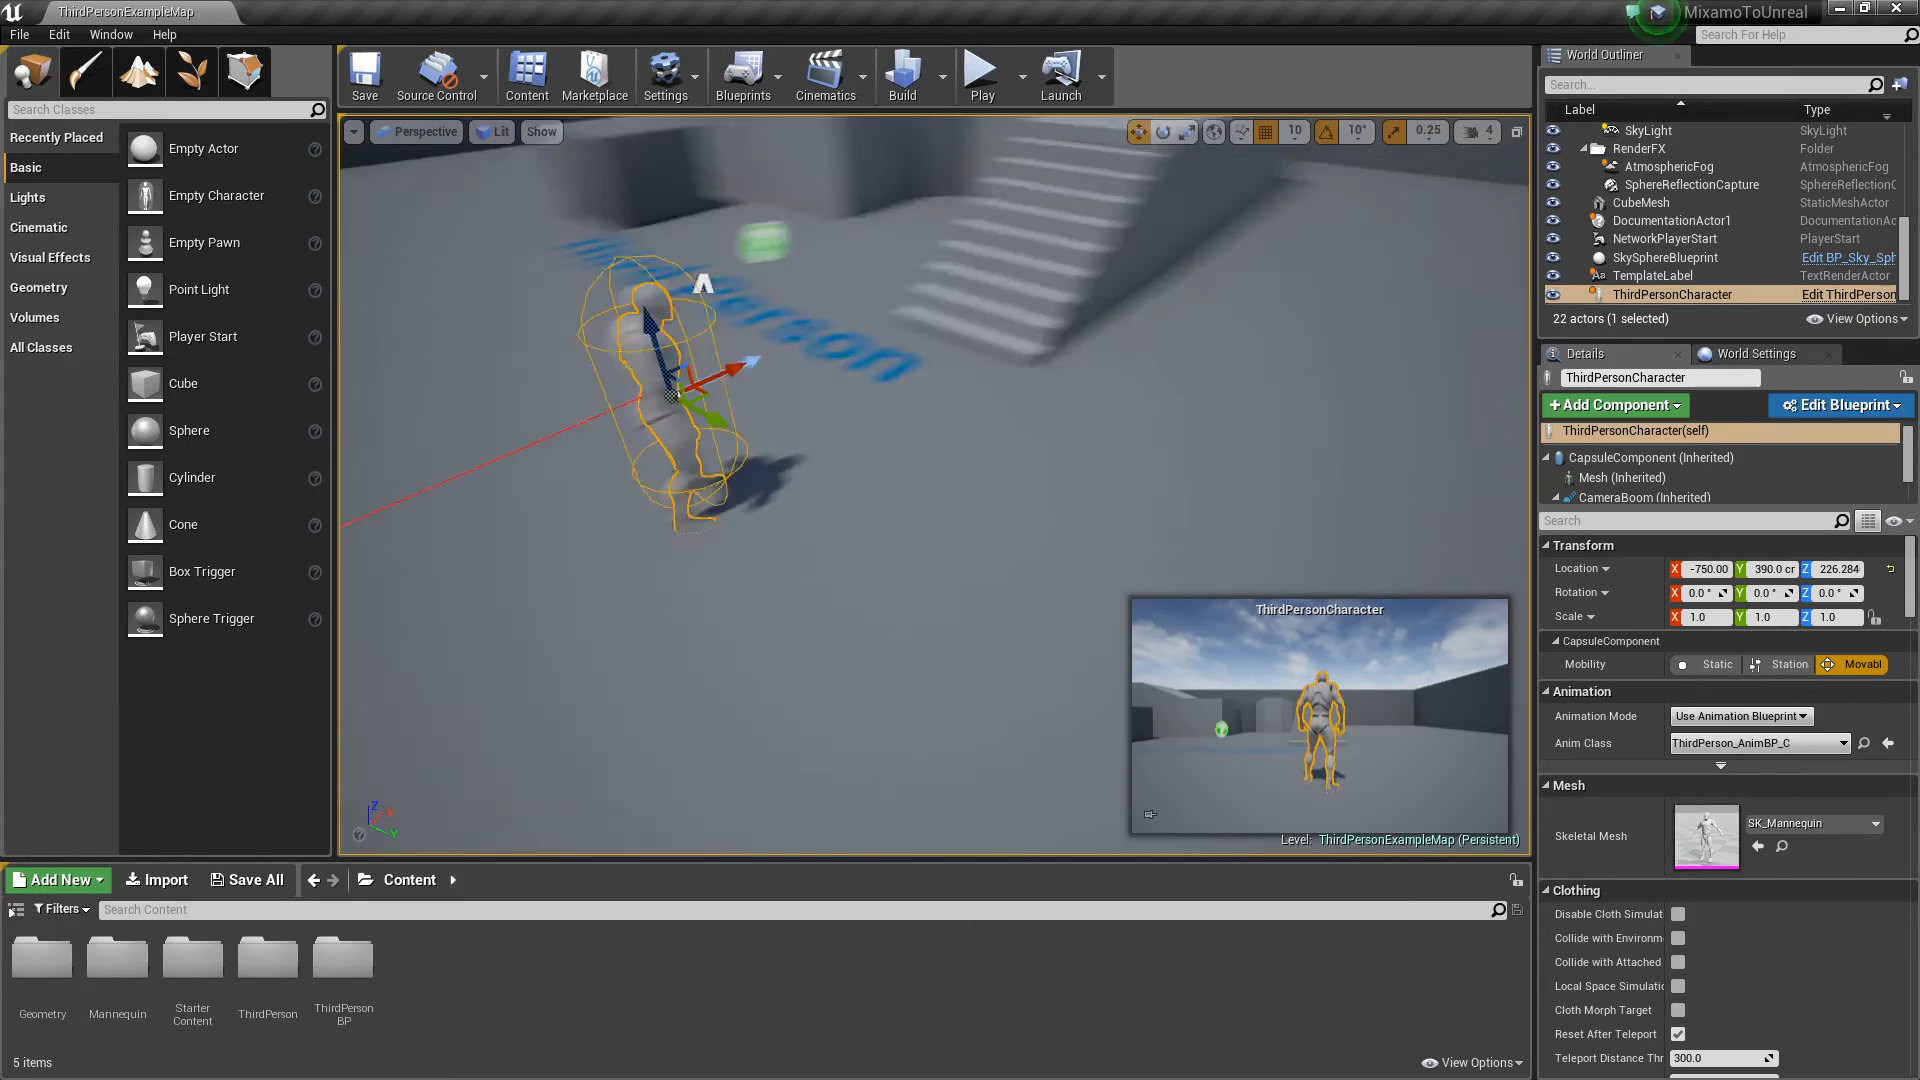 ThirdPersonExampleMap
MixamoToUnreal
File Edit Window Help
Search For Help
Search Classes
Recently Placed
Basic
Lights
Cinematic
Visual Effects
Geometry
Volumes
All Classes
Empty Actor
Empty Character
Empty Pawn
Point Light
Player Start
Cube
Sphere
Cylinder
Cone
Box Trigger
Sphere Trigger
Save Source Control Content Marketplace Settings Blueprints Cinematics Build Play Launch
Perspective Lit Show
10 10° 0.25 4
ThirdPersonCharacter
Z X Y
Level: ThirdPersonExampleMap (Persistent)
World Outliner
Search...
Label Type
SkyLight SkyLight
RenderFX Folder
AtmosphericFog AtmosphericFog
SphereReflectionCapture SphereReflectionC
CubeMesh StaticMeshActor
DocumentationActor1 DocumentationAc
NetworkPlayerStart PlayerStart
SkySphereBlueprint Edit BP_Sky_Sph
TemplateLabel TextRenderActor
ThirdPersonCharacter Edit ThirdPerson
22 actors (1 selected) View Options
Details World Settings
ThirdPersonCharacter
+Add Component Edit Blueprint
ThirdPersonCharacter(self)
CapsuleComponent (Inherited)
Mesh (Inherited)
CameraBoom (Inherited)
Search
Transform
Location X -750.00 Y 390.0 cr Z 226.284
Rotation X 0.0 ° Y 0.0 ° Z 0.0 °
Scale X 1.0 Y 1.0 Z 1.0
CapsuleComponent
Mobility Static Station Movabl
Animation
Animation Mode Use Animation Blueprint
Anim Class ThirdPerson_AnimBP_C
Mesh
Skeletal Mesh SK_Mannequin
Clothing
Disable Cloth Simulat
Collide with Environm
Collide with Attached
Local Space Simulatic
Cloth Morph Target
Reset After Teleport
Teleport Distance Thr 300.0
Add New Import Save All Content
Filters Search Content
Geometry Mannequin Starter Content ThirdPerson ThirdPerson BP
5 items View Options